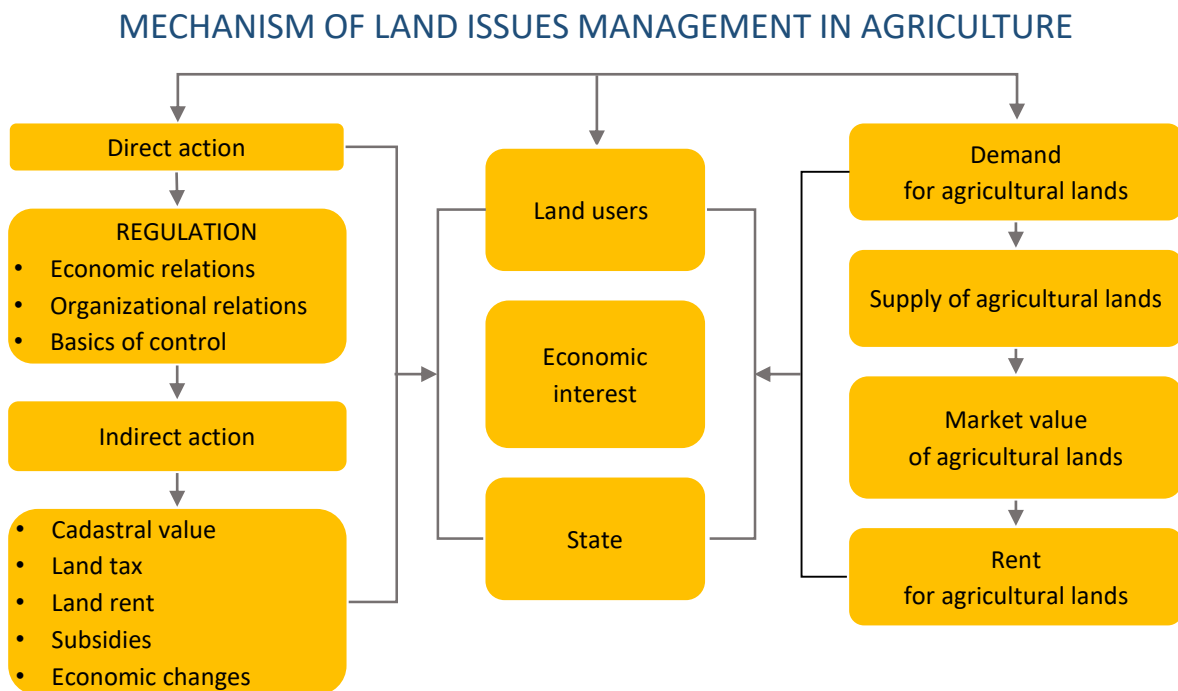 MECHANISM OF LAND ISSUES MANAGEMENT IN AGRICULTURE
Direct action
REGULATION
• Economic relations
• Organizational relations
• Basics of control
Indirect action
• Cadastral value
• Land tax
• Land rent
• Subsidies
• Economic changes
Land users
Economic
interest
State
Demand
for agricultural lands
Supply of agricultural lands
Market value
of agricultural lands
Rent
for agricultural lands